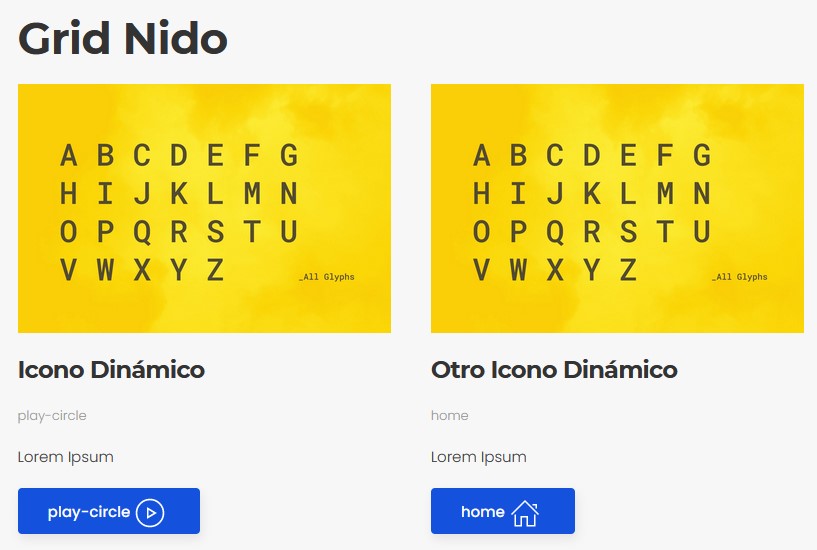 Grid Nido
A B C D E F G
H I J K L M N
O P Q R S T U
V W X Y Z
_All Glyphs
Icono Dinámico
play-circle
Lorem Ipsum
play-circle
A B C D E F G
H I J K L M N
O P Q R S T U
V W X Y Z
_All Glyphs
Otro Icono Dinámico
home
Lorem Ipsum
home